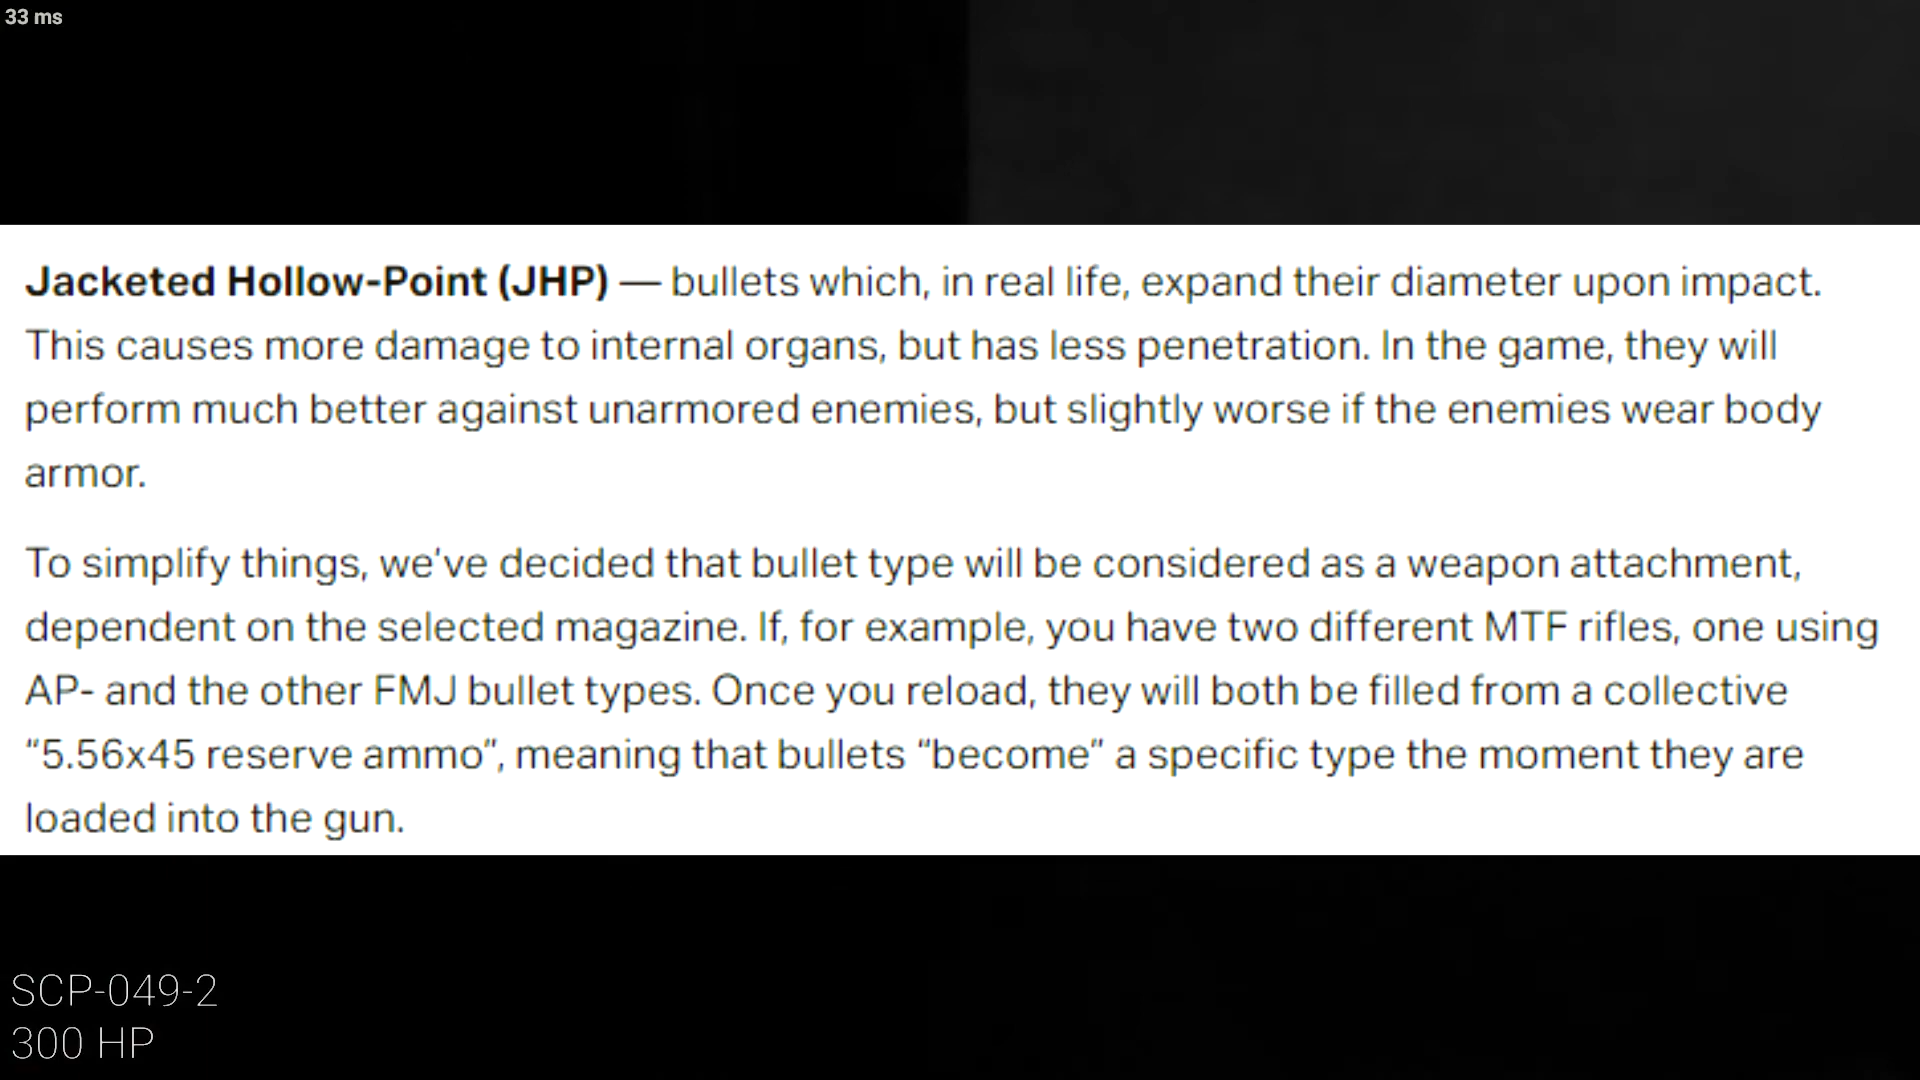 33 ms
Jacketed Hollow-Point (JHP) — bullets which, in real life, expand their diameter upon impact.
This causes more damage to internal organs, but has less penetration. In the game, they will
perform much better against unarmored enemies, but slightly worse if the enemies wear body
armor.
To simplify things, we've decided that bullet type will be considered as a weapon attachment,
dependent on the selected magazine. If, for example, you have two different MTF rifles, one using
AP- and the other FMJ bullet types. Once you reload, they will both be filled from a collective
“5.56x45 reserve ammo”, meaning that bullets “become” a specific type the moment they are
loaded into the gun.
SCP-049-2
300 HP